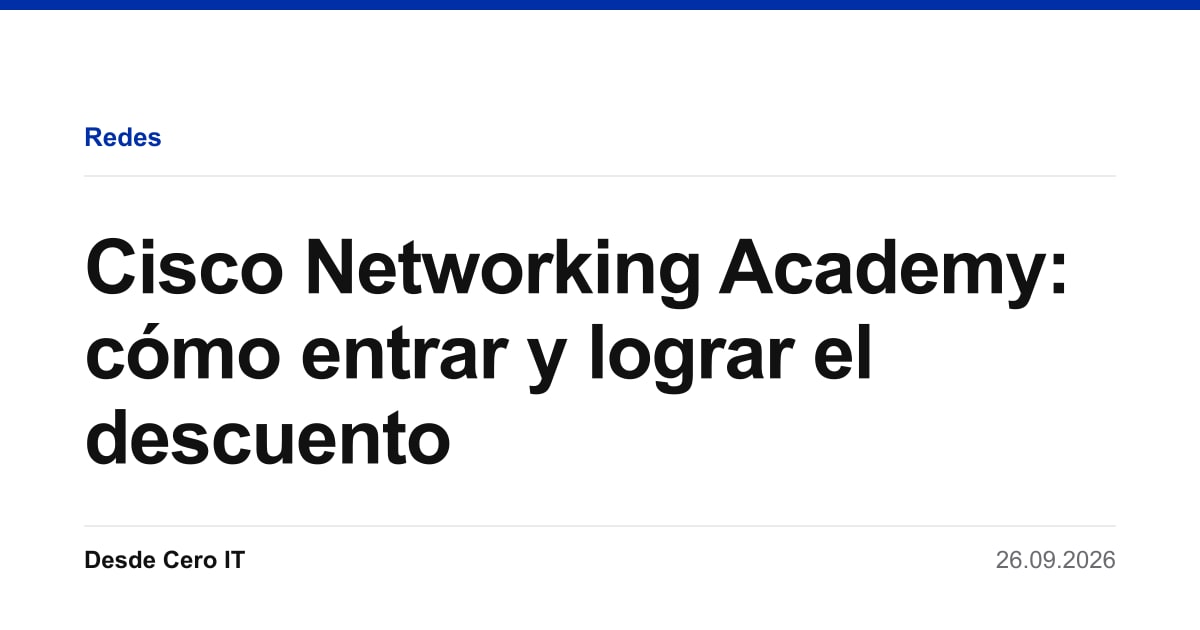 Redes
Cisco Networking Academy:
cómo entrar y lograr el
descuento
Desde Cero IT
26.09.2026